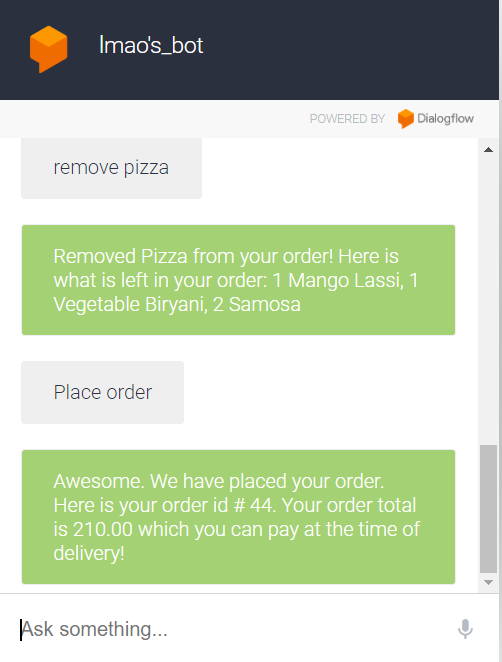 lmao's_bot
POWERED BY Dialogflow
remove pizza
Removed Pizza from your order! Here is
what is left in your order: 1 Mango Lassi, 1
Vegetable Biryani, 2 Samosa
Place order
Awesome. We have placed your order.
Here is your order id # 44. Your order total
is 210.00 which you can pay at the time of
delivery!
Ask something...